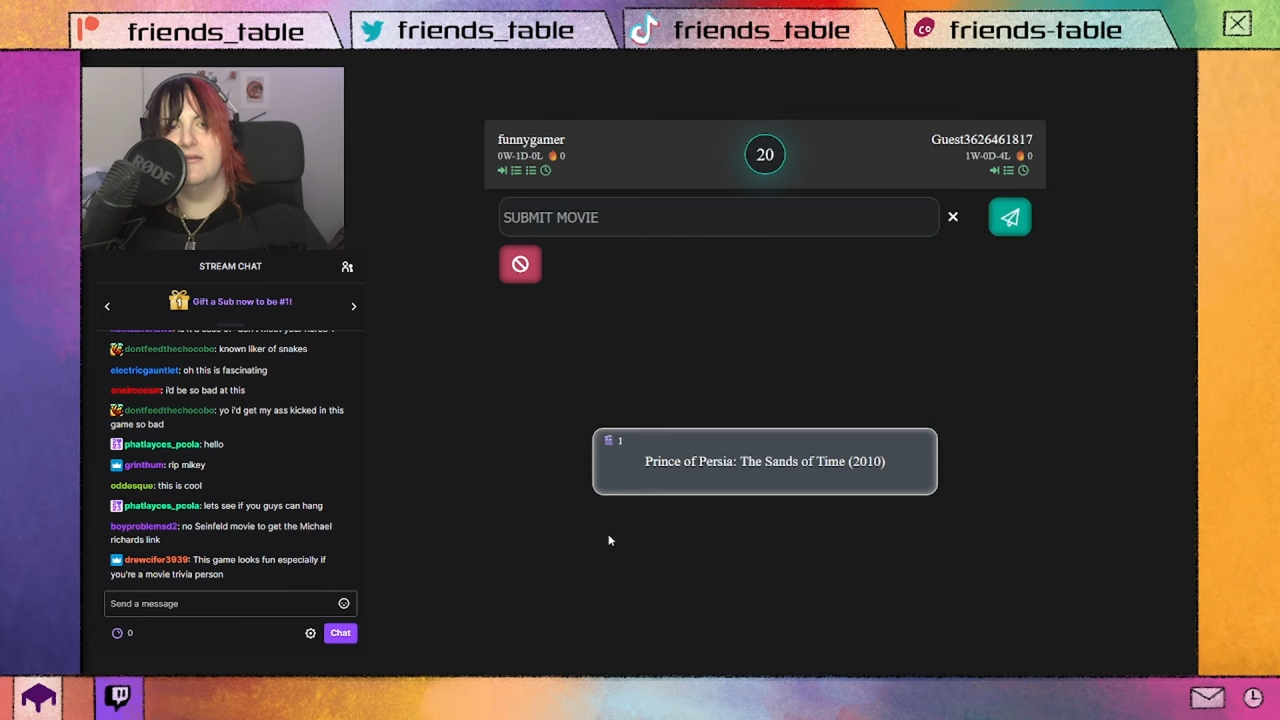 friends_table
friends_table
friends_table
friends-table
RØDE
funnygamer
0W-1D-0L 0
20
Guest3626461817
1W-0D-4L 0
SUBMIT MOVIE
1
Prince of Persia: The Sands of Time (2010)
STREAM CHAT
1
Gift a Sub now to be #1!
dontfeedthechocobo: known liker of snakes
electricgauntlet: oh this is fascinating
oneirocosm: i'd be so bad at this
dontfeedthechocobo: yo i'd get my ass kicked in this
game so bad
phatlayces_pcola: hello
grinthum: rip mikey
oddesque: this is cool
phatlayces_pcola: lets see if you guys can hang
boyproblemsd2: no Seinfeld movie to get the Michael
richards link
drewcifer3939: This game looks fun especially if
you're a movie trivia person
Send a message
0
Chat